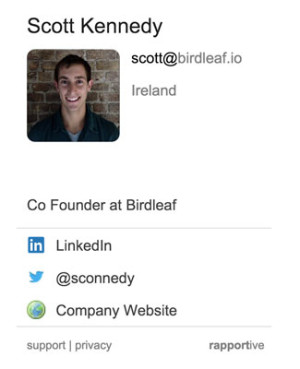 Scott Kennedy
scott@birdleaf.io
Ireland
Co Founder at Birdleaf
in LinkedIn
@sconnedy
Company Website
support | privacy rapportive